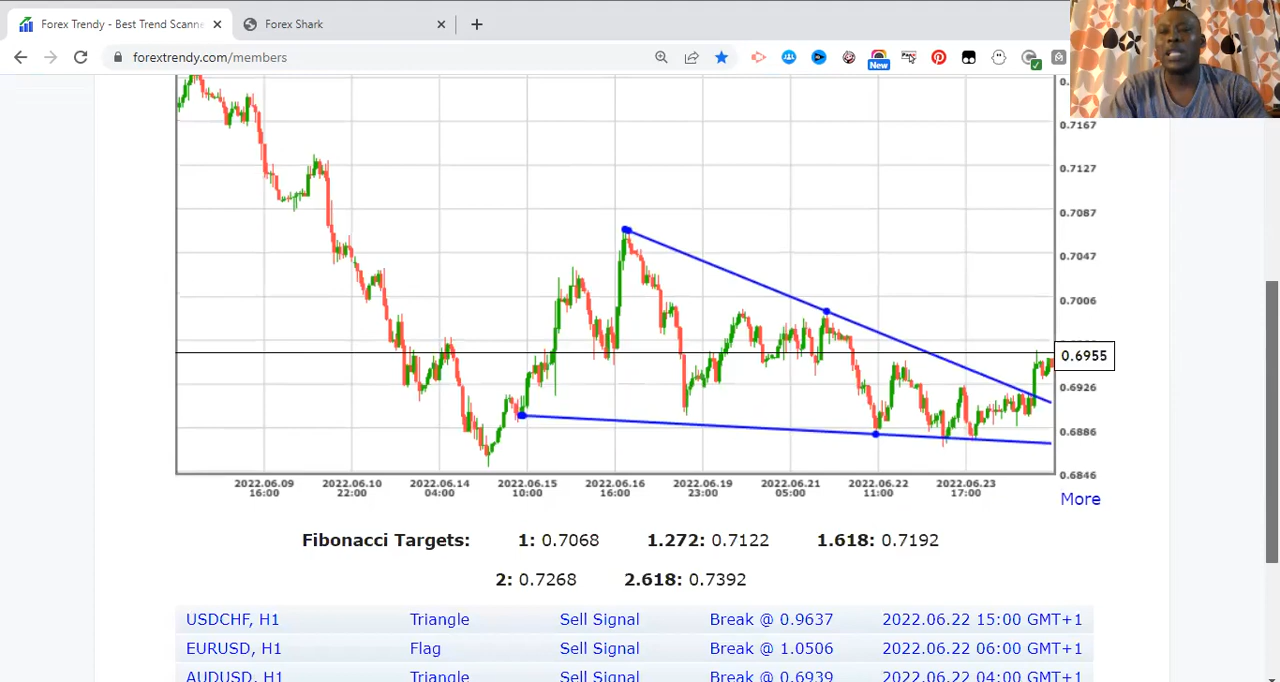 Forex Trendy - Best Trend Scanne
Forex Shark
forextrendy.com/members
New
0.7167
0.7127
0.7087
0.7047
0.7006
0.6955
0.6926
0.6886
0.6846
2022.06.09 2022.06.10 2022.06.14 2022.06.15 2022.06.16 2022.06.19 2022.06.21 2022.06.22 2022.06.23
16:00 22:00 04:00 10:00 16:00 23:00 05:00 11:00 17:00
More
Fibonacci Targets: 1: 0.7068 1.272: 0.7122 1.618: 0.7192
2: 0.7268 2.618: 0.7392
USDCHF, H1 Triangle Sell Signal Break @ 0.9637 2022.06.22 15:00 GMT+1
EURUSD, H1 Flag Sell Signal Break @ 1.0506 2022.06.22 06:00 GMT+1
AUDUSD, H1 Triangle Sell Signal Break @ 0.6939 2022.06.22 04:00 GMT+1